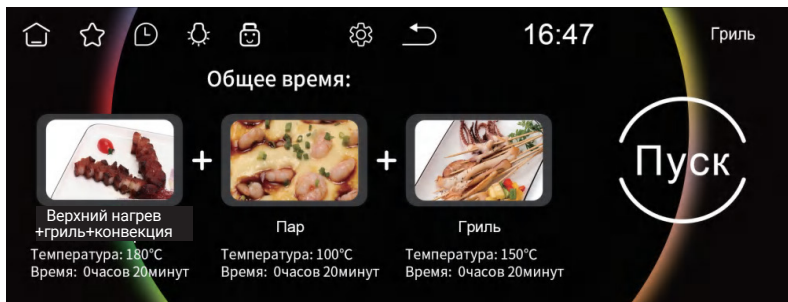 16:47
Гриль
Общее время:
Пуск
Верхний нагрев
+гриль+конвекция
Пар
Гриль
Температура: 180°C
Время: 0часов 20минут
Температура: 100°C
Время: 0часов 20минут
Температура: 150°C
Время: 0часов 20минут